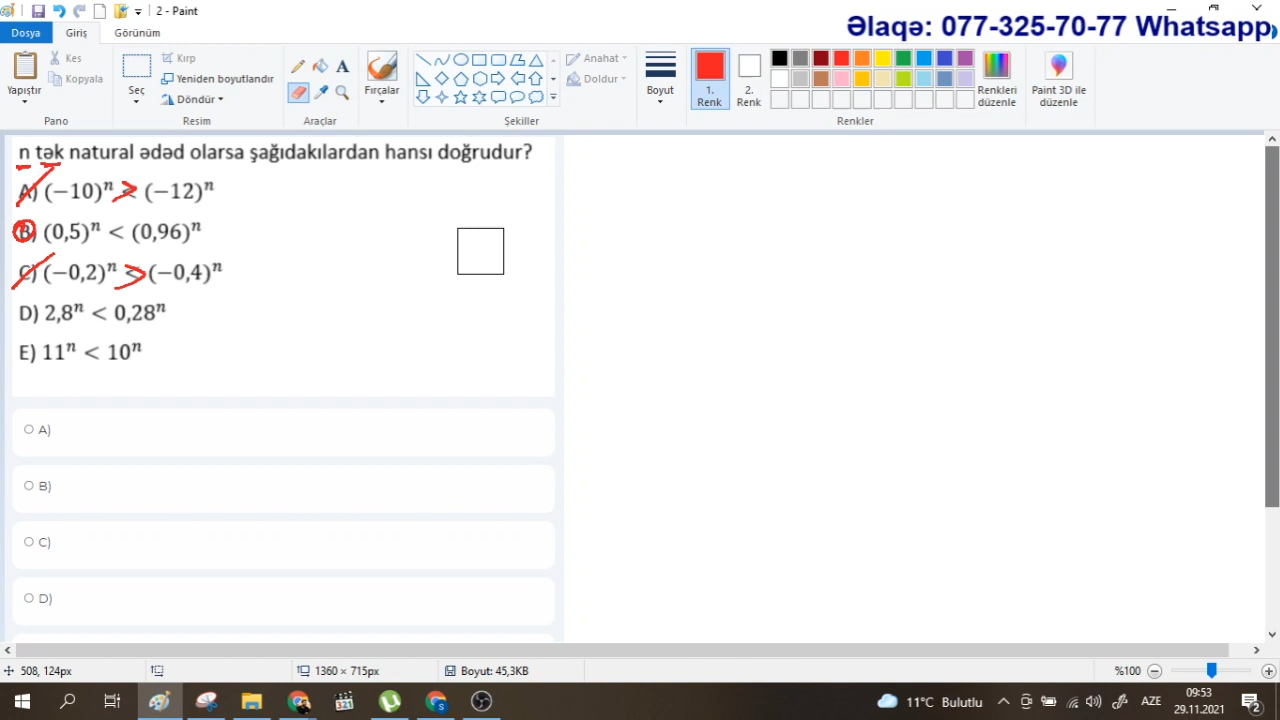 2 - Paint
Əlaqə: 077-325-70-77 Whatsapp
Dosya Giriş Görünüm
Yapıştır
Kes
Kopyala
Pano
Seç
Kırp
Yeniden boyutlandır
Döndür
Resim
A
Araçlar
Fırçalar
Anahat
Doldur
Şekiller
Boyut
1. Renk
2. Renk
Renkleri düzenle
Renkler
Paint 3D ile düzenle
n tək natural ədəd olarsa şağıdakılardan hansı doğrudur?
A) (−10)ⁿ < (−12)ⁿ
>
B) (0,5)ⁿ < (0,96)ⁿ
C) (−0,2)ⁿ < (−0,4)ⁿ
>
D) 2,8ⁿ < 0,28ⁿ
E) 11ⁿ < 10ⁿ
A)
B)
C)
D)
508, 124px
1360 × 715px
Boyut: 45,3KB
%100
11°C Bulutlu
AZE
09:53
29.11.2021
2